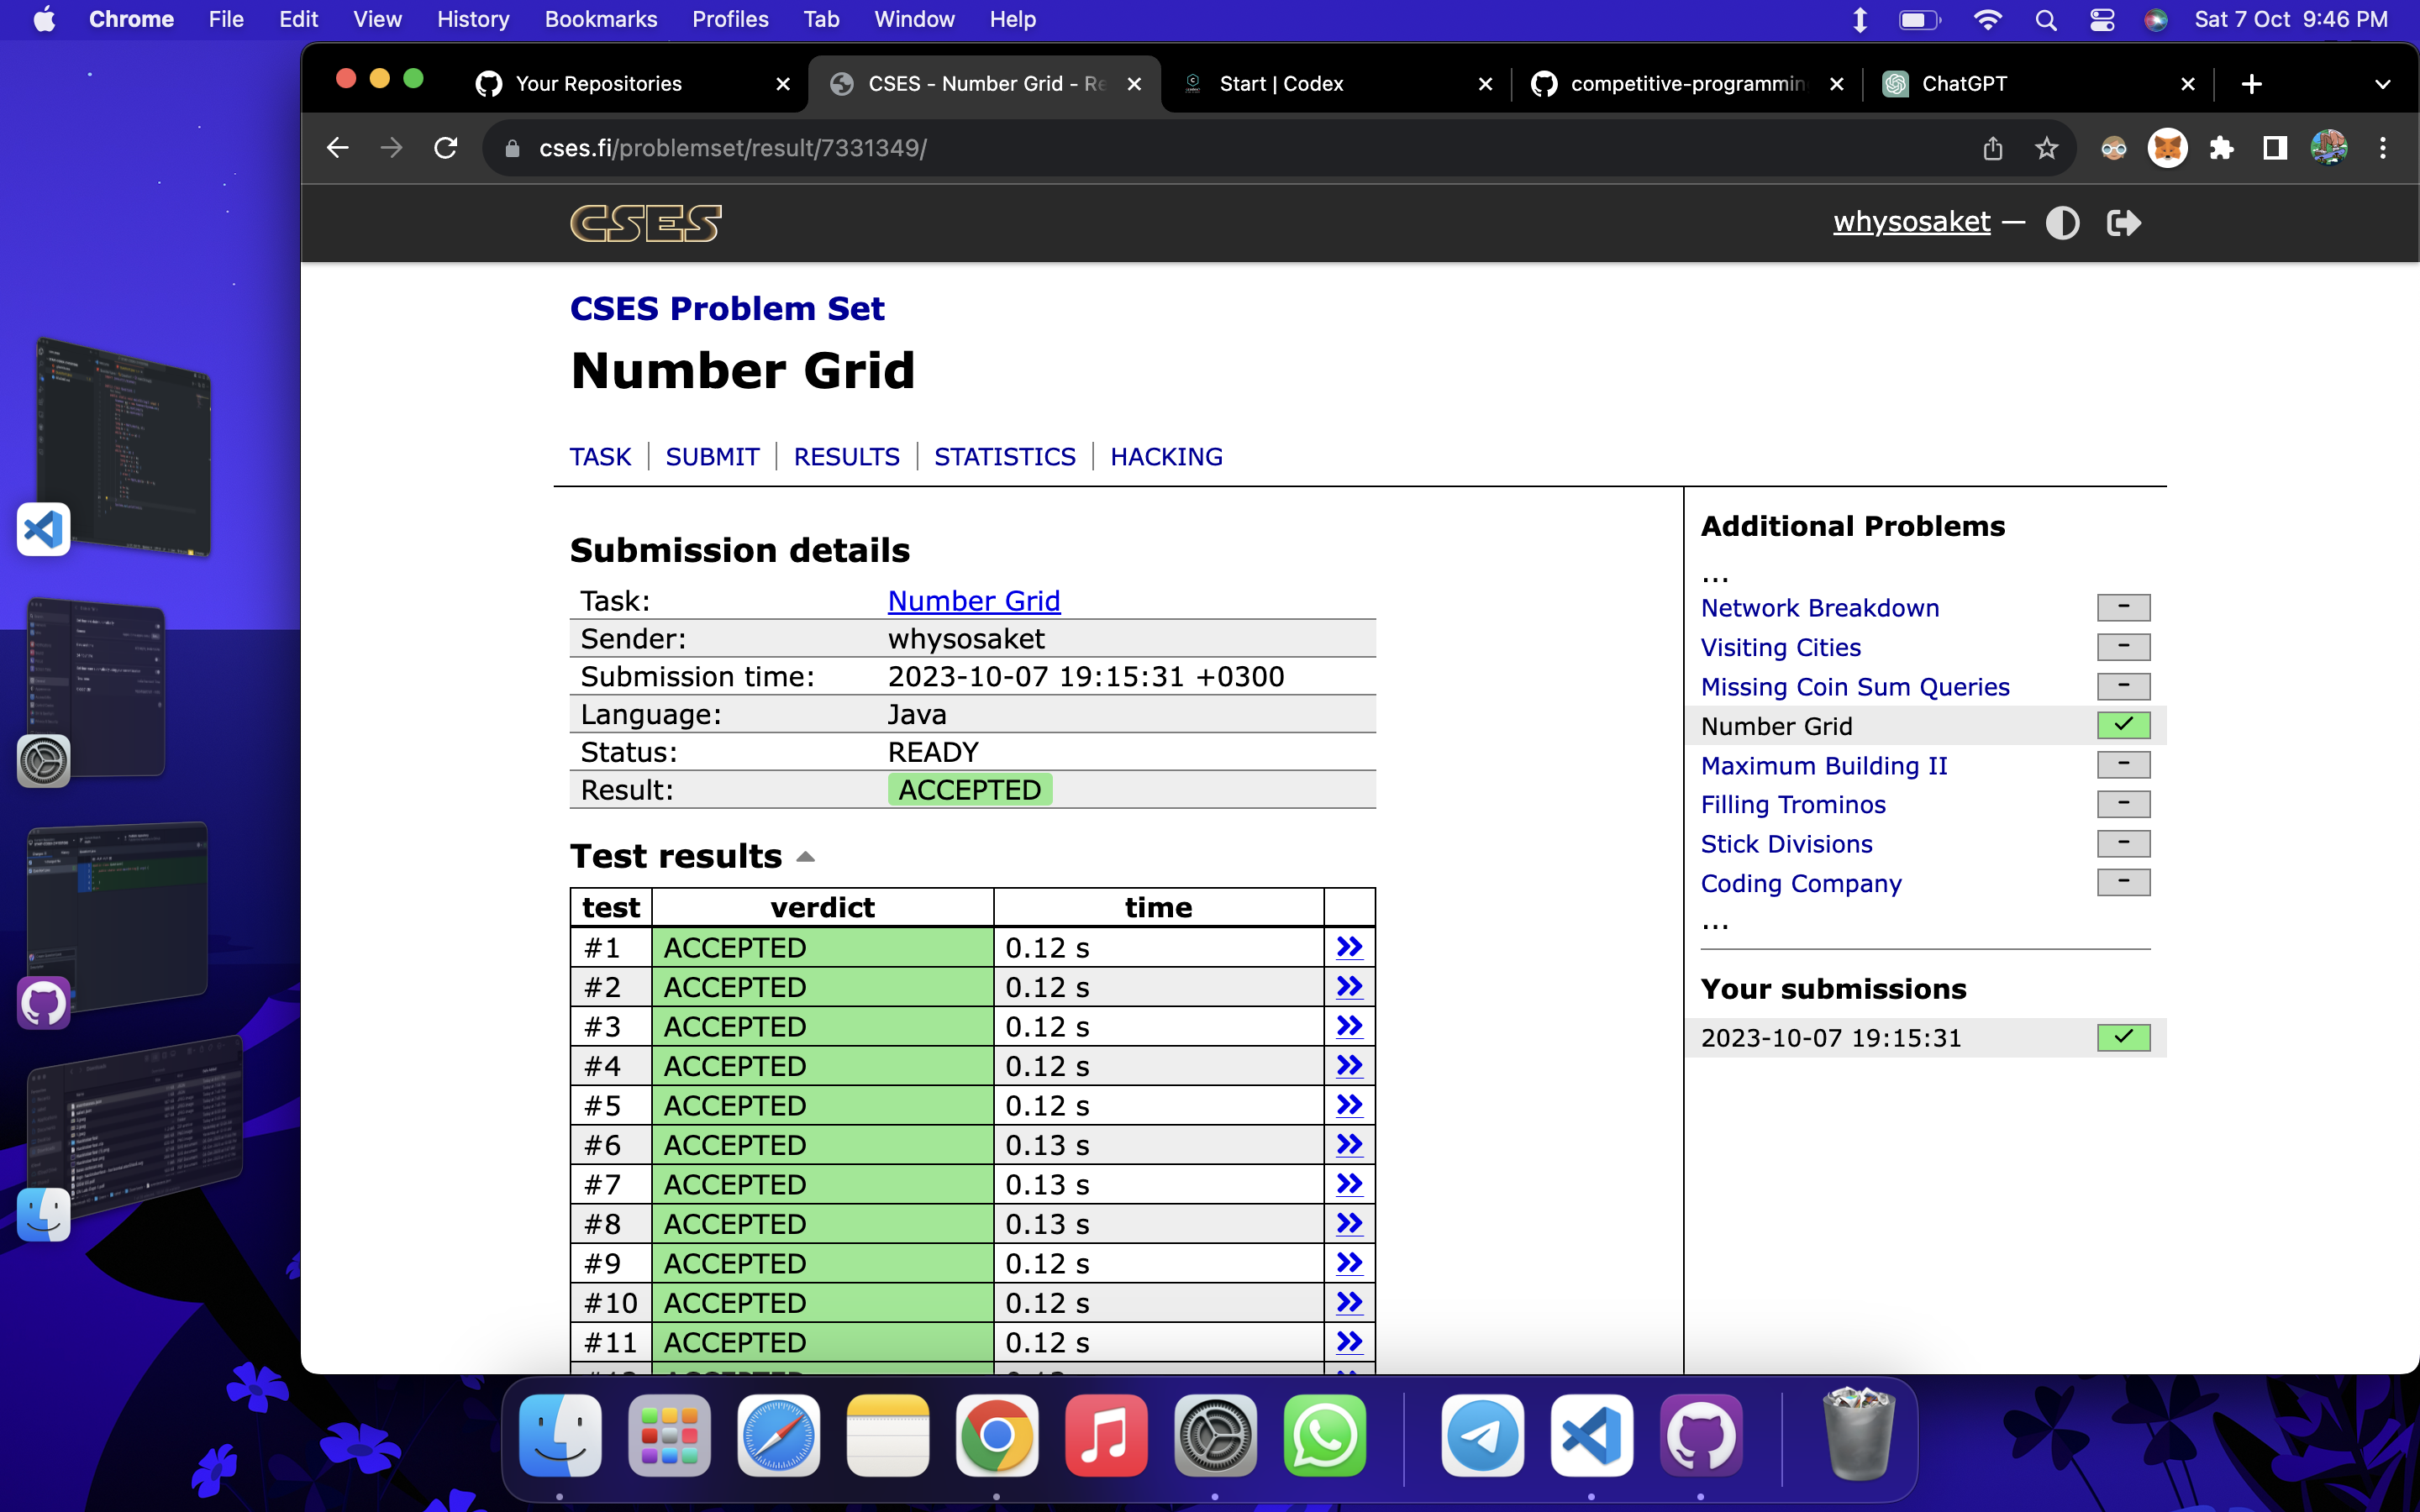 Chrome File Edit View History Bookmarks Profiles Tab Window Help Sat 7 Oct 9:46 PM
Your Repositories CSES - Number Grid - Re Start | Codex competitive-programmin ChatGPT
cses.fi/problemset/result/7331349/
CSES whysosaket —
CSES Problem Set
Number Grid
TASK | SUBMIT | RESULTS | STATISTICS | HACKING
Submission details
Task: Number Grid
Sender: whysosaket
Submission time: 2023-10-07 19:15:31 +0300
Language: Java
Status: READY
Result: ACCEPTED
Test results
test verdict time
#1 ACCEPTED 0.12 s >>
#2 ACCEPTED 0.12 s >>
#3 ACCEPTED 0.12 s >>
#4 ACCEPTED 0.12 s >>
#5 ACCEPTED 0.12 s >>
#6 ACCEPTED 0.13 s >>
#7 ACCEPTED 0.13 s >>
#8 ACCEPTED 0.13 s >>
#9 ACCEPTED 0.12 s >>
#10 ACCEPTED 0.12 s >>
#11 ACCEPTED 0.12 s >>
Additional Problems
...
Network Breakdown -
Visiting Cities -
Missing Coin Sum Queries -
Number Grid ✓
Maximum Building II -
Filling Trominos -
Stick Divisions -
Coding Company -
...
Your submissions
2023-10-07 19:15:31 ✓